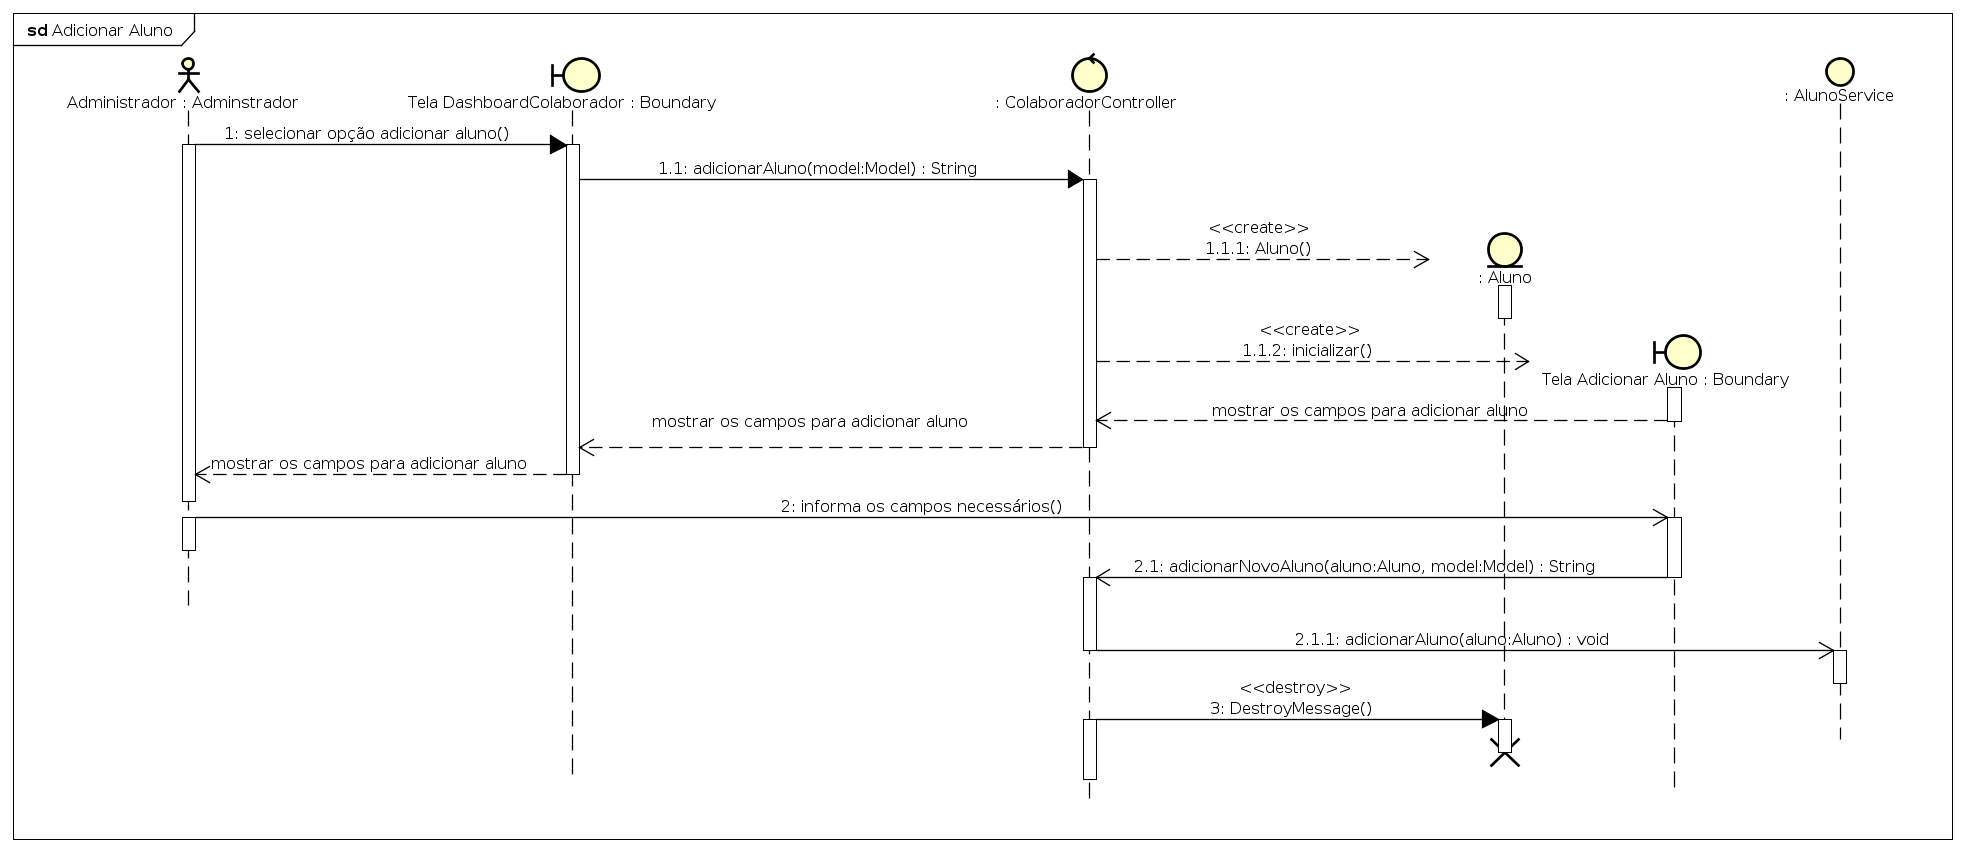 sd Adicionar Aluno
Administrador : Adminstrador
Tela DashboardColaborador : Boundary
: ColaboradorController
: AlunoService
1: selecionar opção adicionar aluno()
1.1: adicionarAluno(model:Model) : String
<<create>>
1.1.1: Aluno()
: Aluno
<<create>>
1.1.2: inicializar()
Tela Adicionar Aluno : Boundary
mostrar os campos para adicionar aluno
mostrar os campos para adicionar aluno
mostrar os campos para adicionar aluno
2: informa os campos necessários()
2.1: adicionarNovoAluno(aluno:Aluno, model:Model) : String
2.1.1: adicionarAluno(aluno:Aluno) : void
<<destroy>>
3: DestroyMessage()